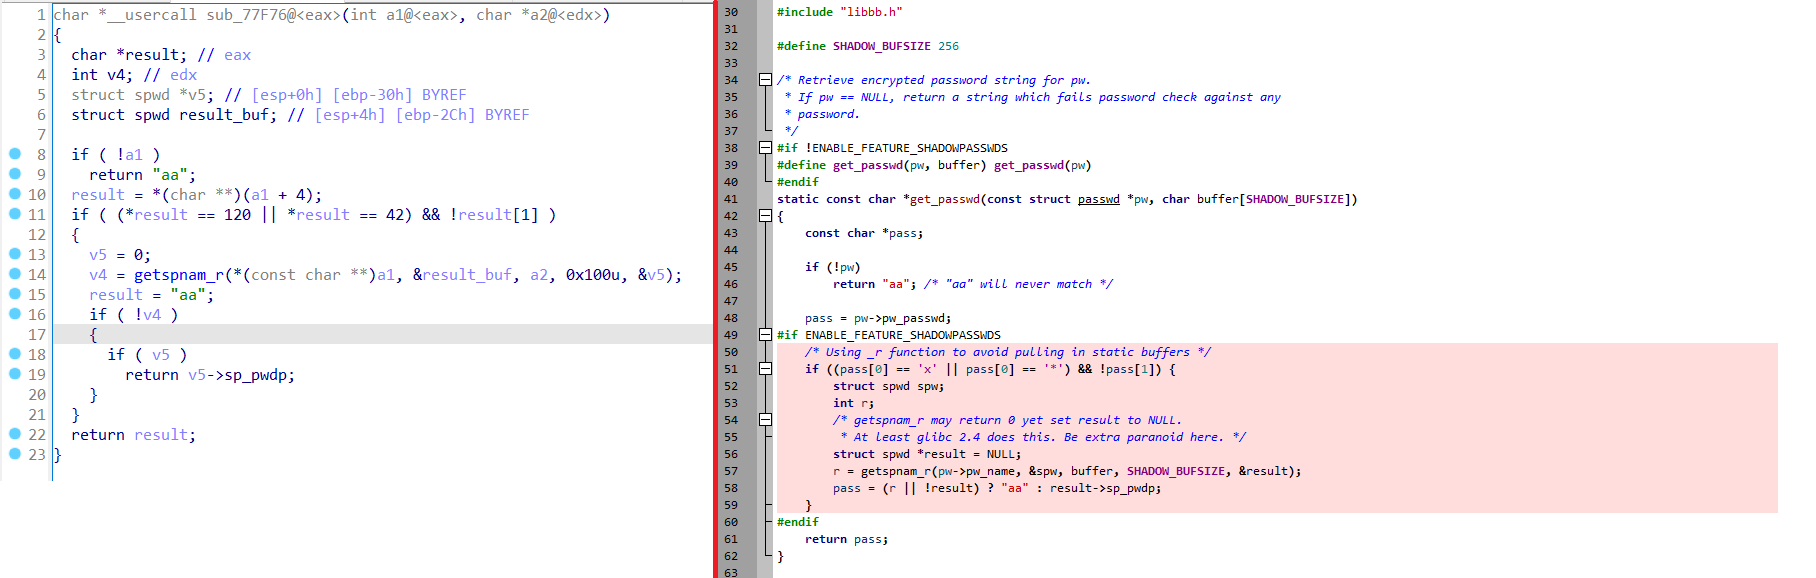 1 char *__usercall sub_77F76@<eax>(int a1@<eax>, char *a2@<edx>)
2 {
3   char *result; // eax
4   int v4; // edx
5   struct spwd *v5; // [esp+0h] [ebp-30h] BYREF
6   struct spwd result_buf; // [esp+4h] [ebp-2Ch] BYREF
7
8   if ( !a1 )
9     return "aa";
10   result = *(char **)(a1 + 4);
11   if ( (*result == 120 || *result == 42) && !result[1] )
12   {
13     v5 = 0;
14     v4 = getspnam_r(*(const char **)a1, &result_buf, a2, 0x100u, &v5);
15     result = "aa";
16     if ( !v4 )
17     {
18       if ( v5 )
19         return v5->sp_pwdp;
20     }
21   }
22   return result;
23 }
30 #include "libbb.h"
31
32 #define SHADOW_BUFSIZE 256
33
34 /* Retrieve encrypted password string for pw.
35  * If pw == NULL, return a string which fails password check against any
36  * password.
37  */
38 #if !ENABLE_FEATURE_SHADOWPASSWDS
39 #define get_passwd(pw, buffer) get_passwd(pw)
40 #endif
41 static const char *get_passwd(const struct passwd *pw, char buffer[SHADOW_BUFSIZE])
42 {
43     const char *pass;
44
45     if (!pw)
46         return "aa"; /* "aa" will never match */
47
48     pass = pw->pw_passwd;
49 #if ENABLE_FEATURE_SHADOWPASSWDS
50     /* Using _r function to avoid pulling in static buffers */
51     if ((pass[0] == 'x' || pass[0] == '*') && !pass[1]) {
52         struct spwd spw;
53         int r;
54         /* getspnam_r may return 0 yet set result to NULL.
55          * At least glibc 2.4 does this. Be extra paranoid here. */
56         struct spwd *result = NULL;
57         r = getspnam_r(pw->pw_name, &spw, buffer, SHADOW_BUFSIZE, &result);
58         pass = (r || !result) ? "aa" : result->sp_pwdp;
59     }
60 #endif
61     return pass;
62 }
63